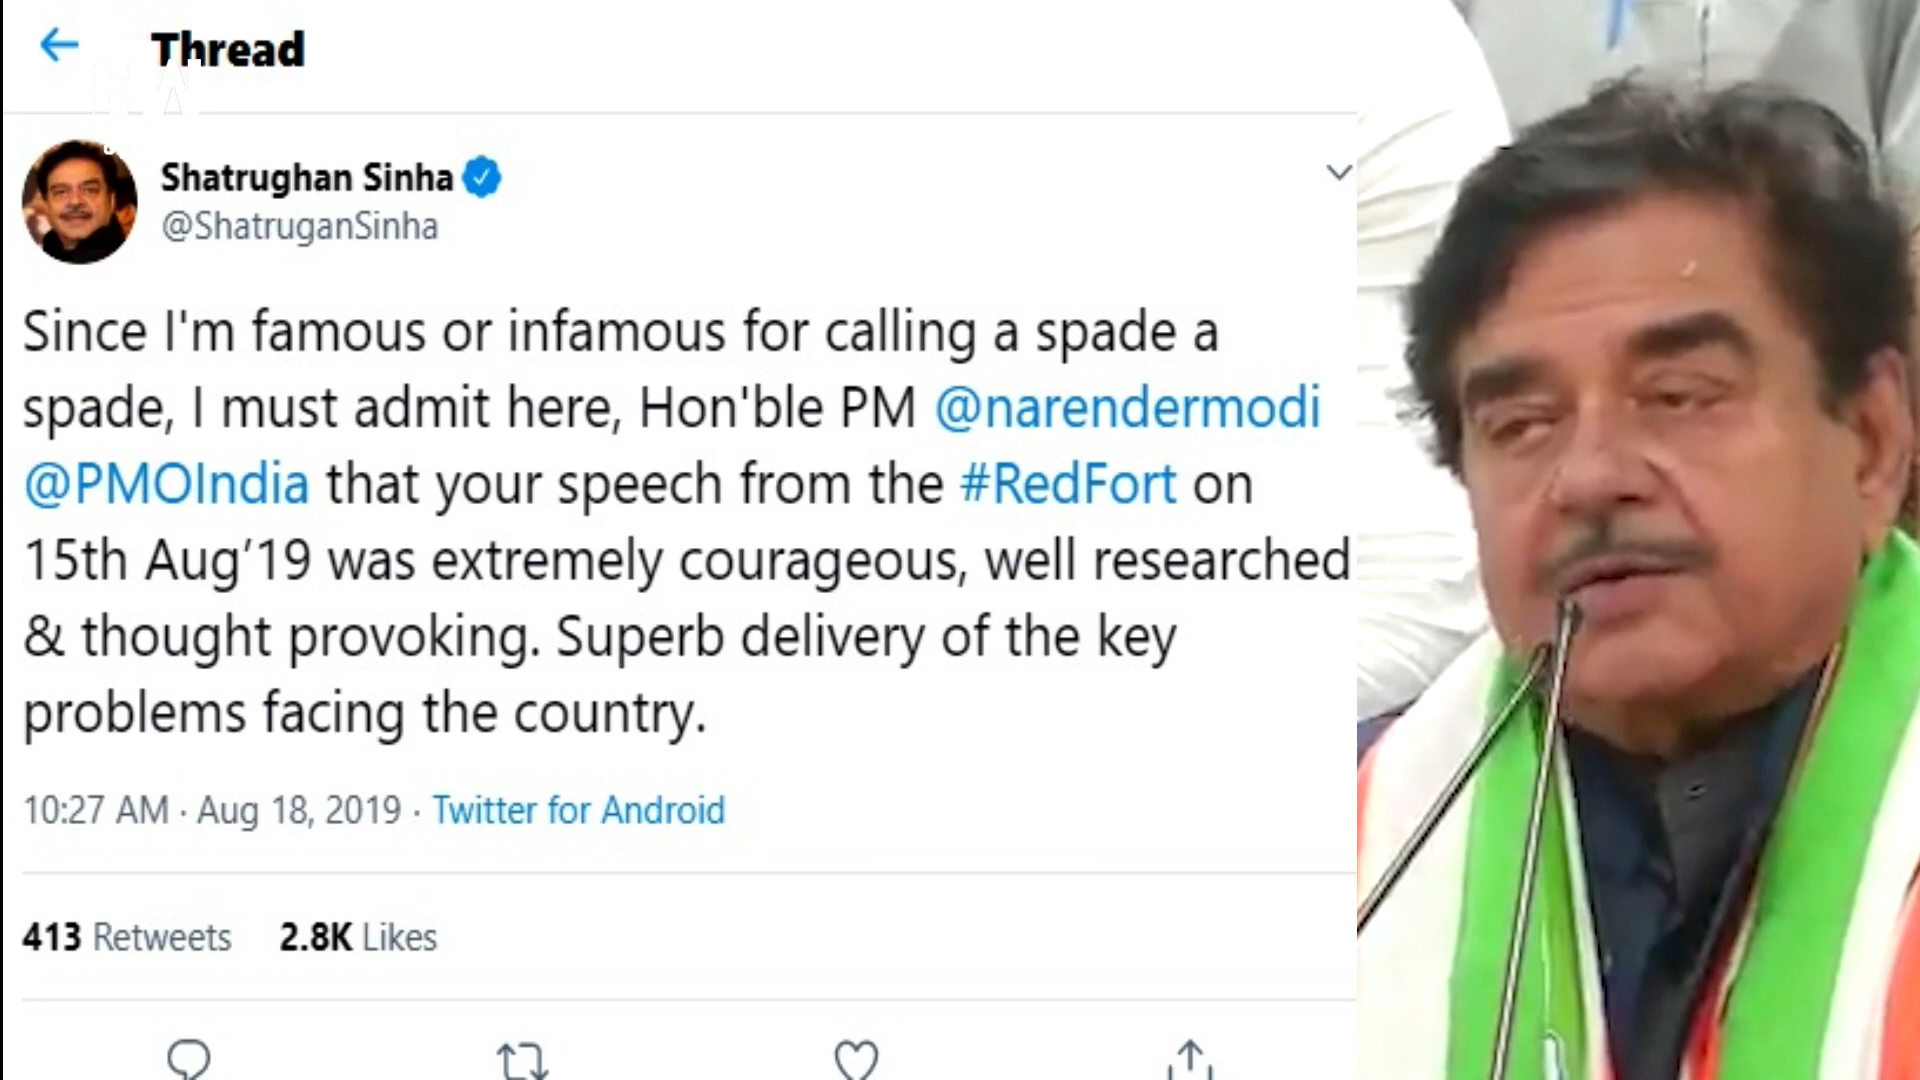 Thread
Shatrughan Sinha
@ShatruganSinha
Since I'm famous or infamous for calling a spade a
spade, I must admit here, Hon'ble PM @narendermodi
@PMOIndia that your speech from the #RedFort on
15th Aug’19 was extremely courageous, well researched
& thought provoking. Superb delivery of the key
problems facing the country.
10:27 AM · Aug 18, 2019 · Twitter for Android
413 Retweets 2.8K Likes